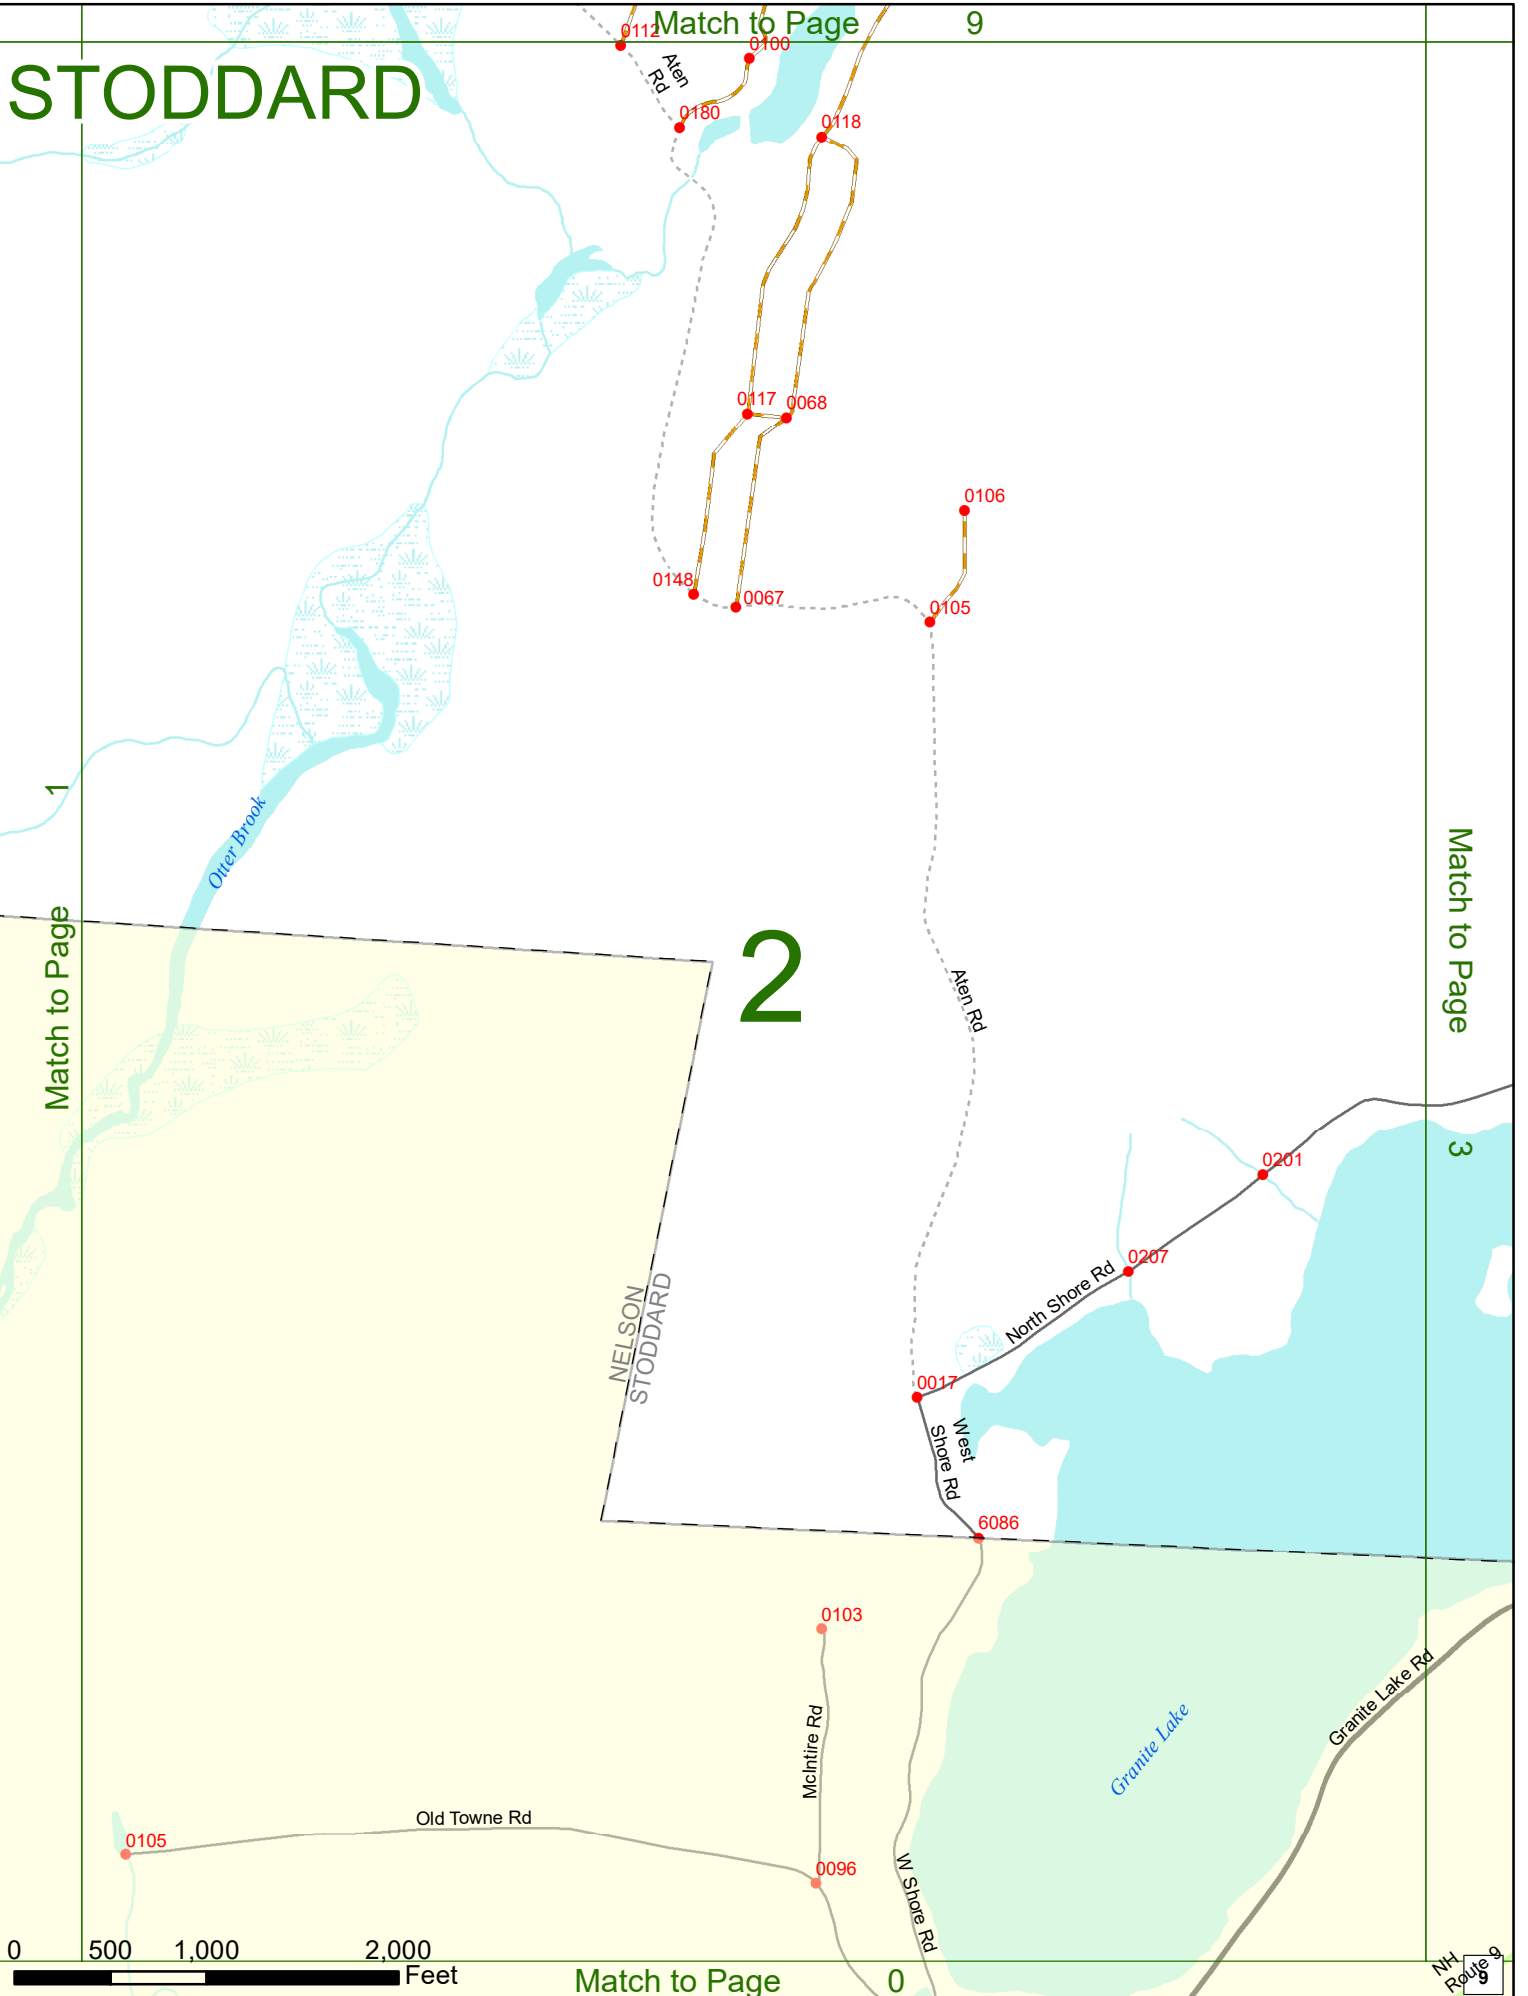 Match to Page 9
STODDARD
0112
0100
Aten
Rd
0180
0118
0117
0068
0106
0148
0067
0105
Match to Page 1
Otter Brook
2
Match to Page 3
Aten Rd
0201
0207
North Shore Rd
NELSON
STODDARD
0017
West
Shore Rd
6086
0103
McIntire Rd
Granite Lake Rd
Granite Lake
Old Towne Rd
0105
0096
W Shore Rd
0 500 1,000 2,000
Feet
Match to Page 0
NH
Route 9
9